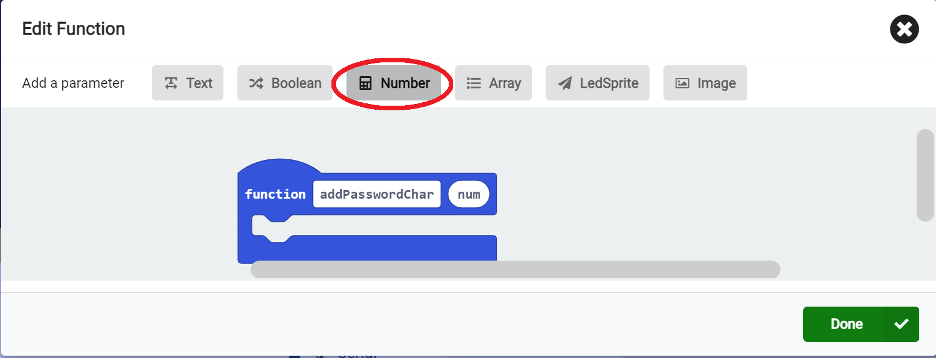 Edit Function
Add a parameter Text Boolean Number Array LedSprite Image
function addPasswordChar num
Done